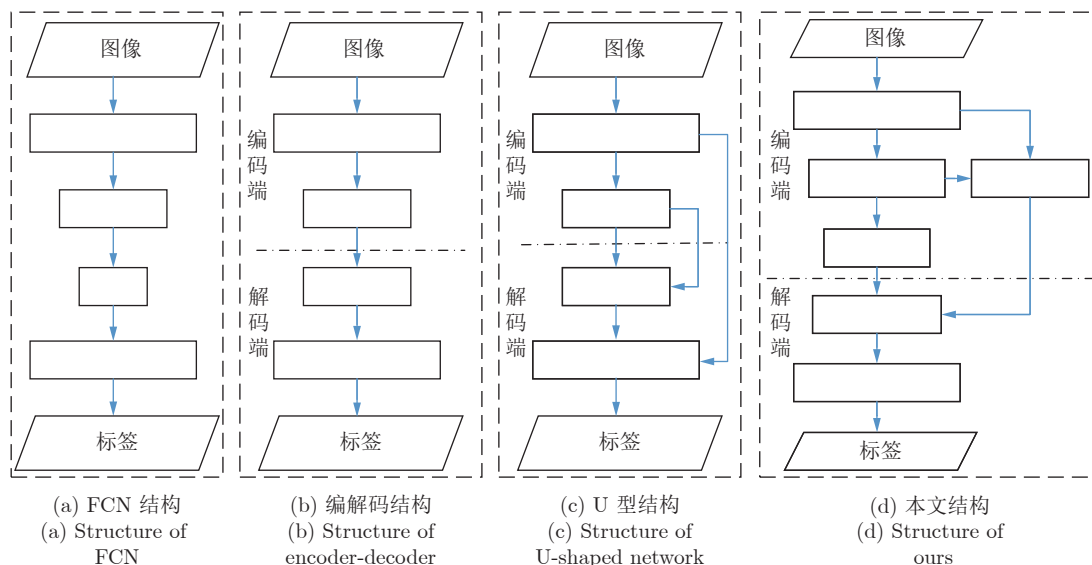 图像
编码端
解码端
标签
(a) FCN 结构
(a) Structure of
FCN
图像
编码端
解码端
标签
(b) 编解码结构
(b) Structure of
encoder-decoder
图像
编码端
解码端
标签
(c) U 型结构
(c) Structure of
U-shaped network
图像
标签
(d) 本文结构
(d) Structure of
ours